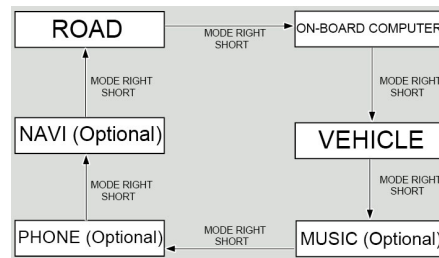 ROAD
MODE RIGHT
SHORT
ON-BOARD COMPUTER
MODE RIGHT
SHORT
MODE RIGHT
SHORT
NAVI (Optional)
VEHICLE
MODE RIGHT
SHORT
MODE RIGHT
SHORT
PHONE (Optional)
MODE RIGHT
SHORT
MUSIC (Optional)